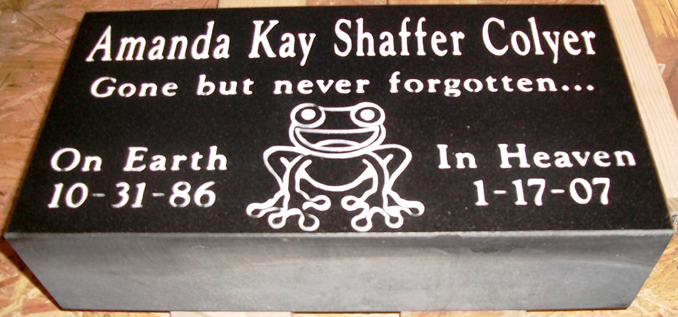 Amanda Kay Shaffer Colyer
Gone but never forgotten...
On Earth
10-31-86
In Heaven
1-17-07